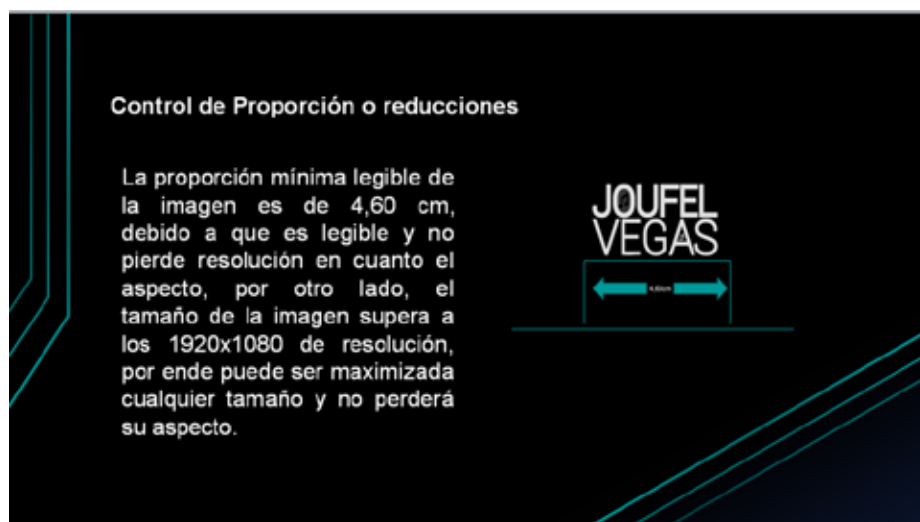 Control de Proporción o reducciones
La proporción mínima legible de
la imagen es de 4,60 cm,
debido a que es legible y no
pierde resolución en cuanto el
aspecto, por otro lado, el
tamaño de la imagen supera a
los 1920x1080 de resolución,
por ende puede ser maximizada
cualquier tamaño y no perderá
su aspecto.
JOUFEL
VEGAS
4,60cm